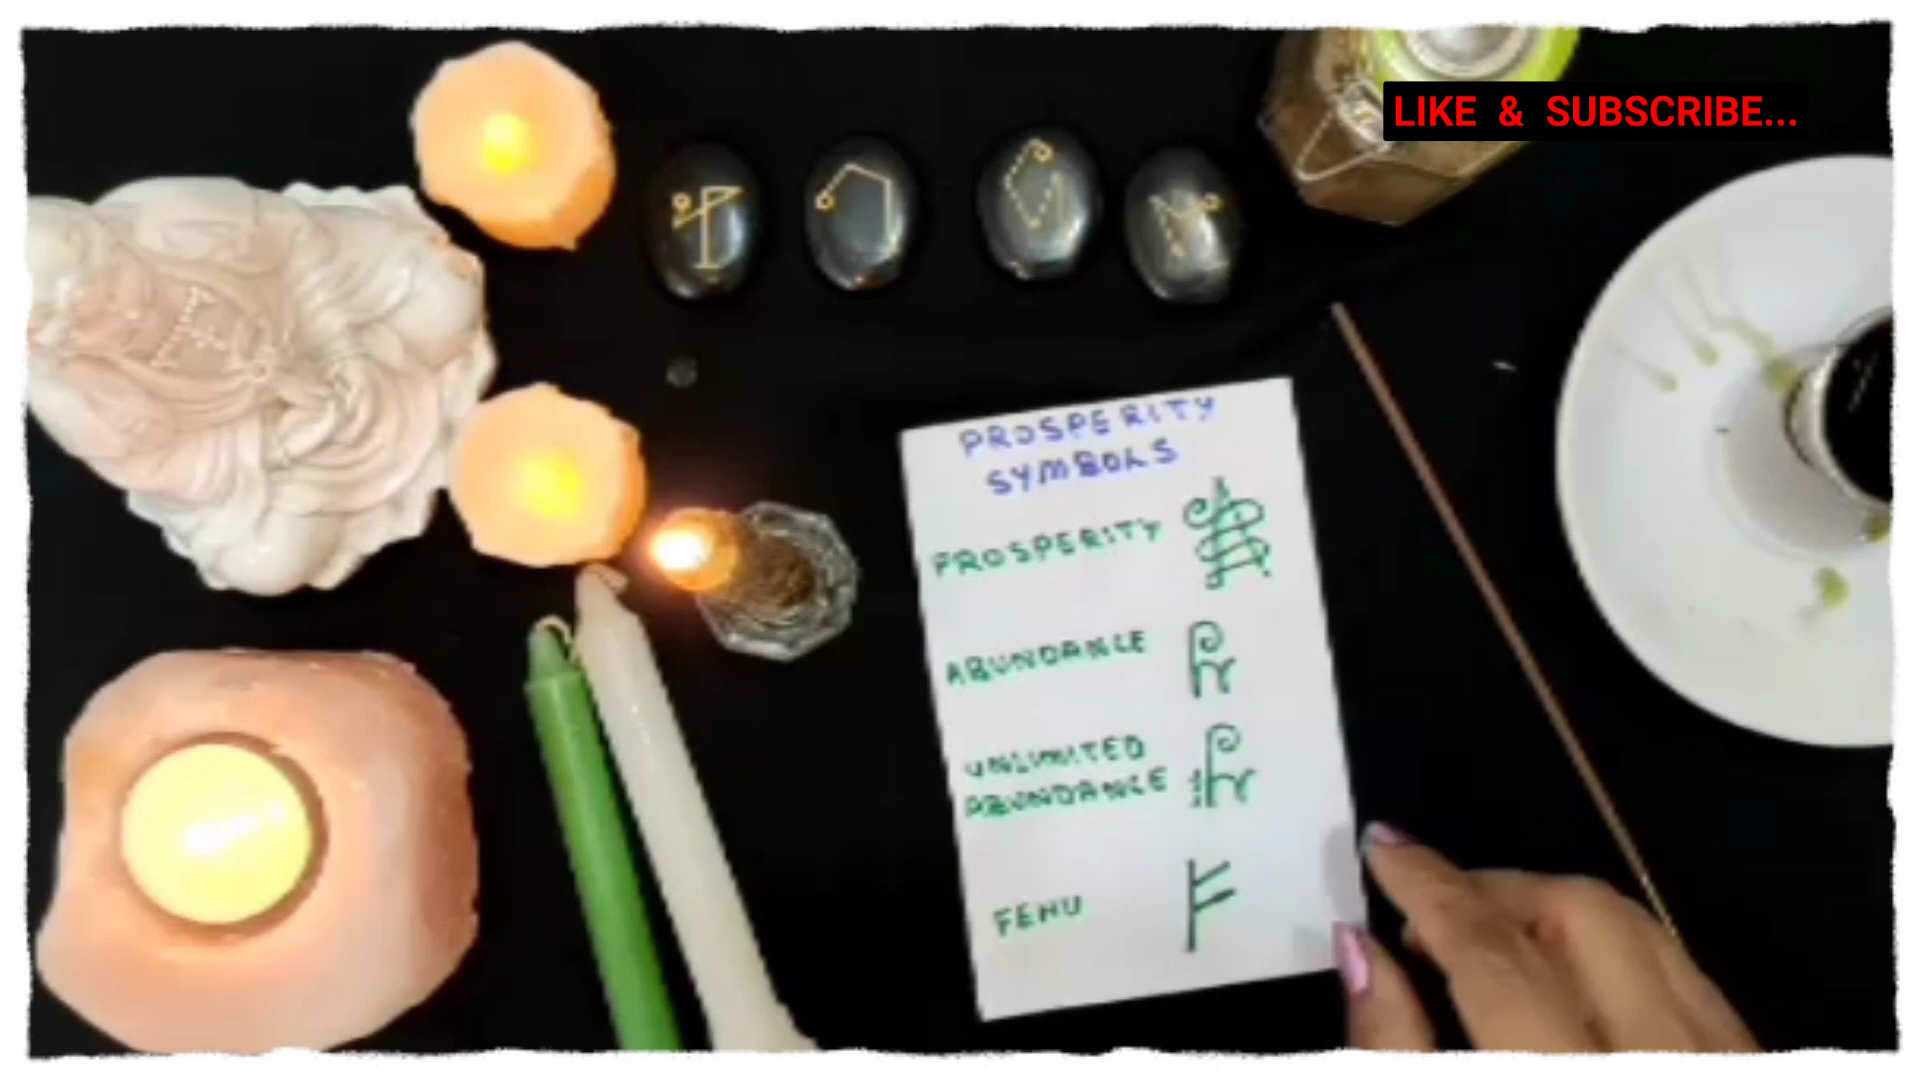 LIKE & SUBSCRIBE...
PROSPERITY
SYMBOLS
PROSPERITY
ABUNDANCE
UNLIMITED
ABUNDANCE
FEHU